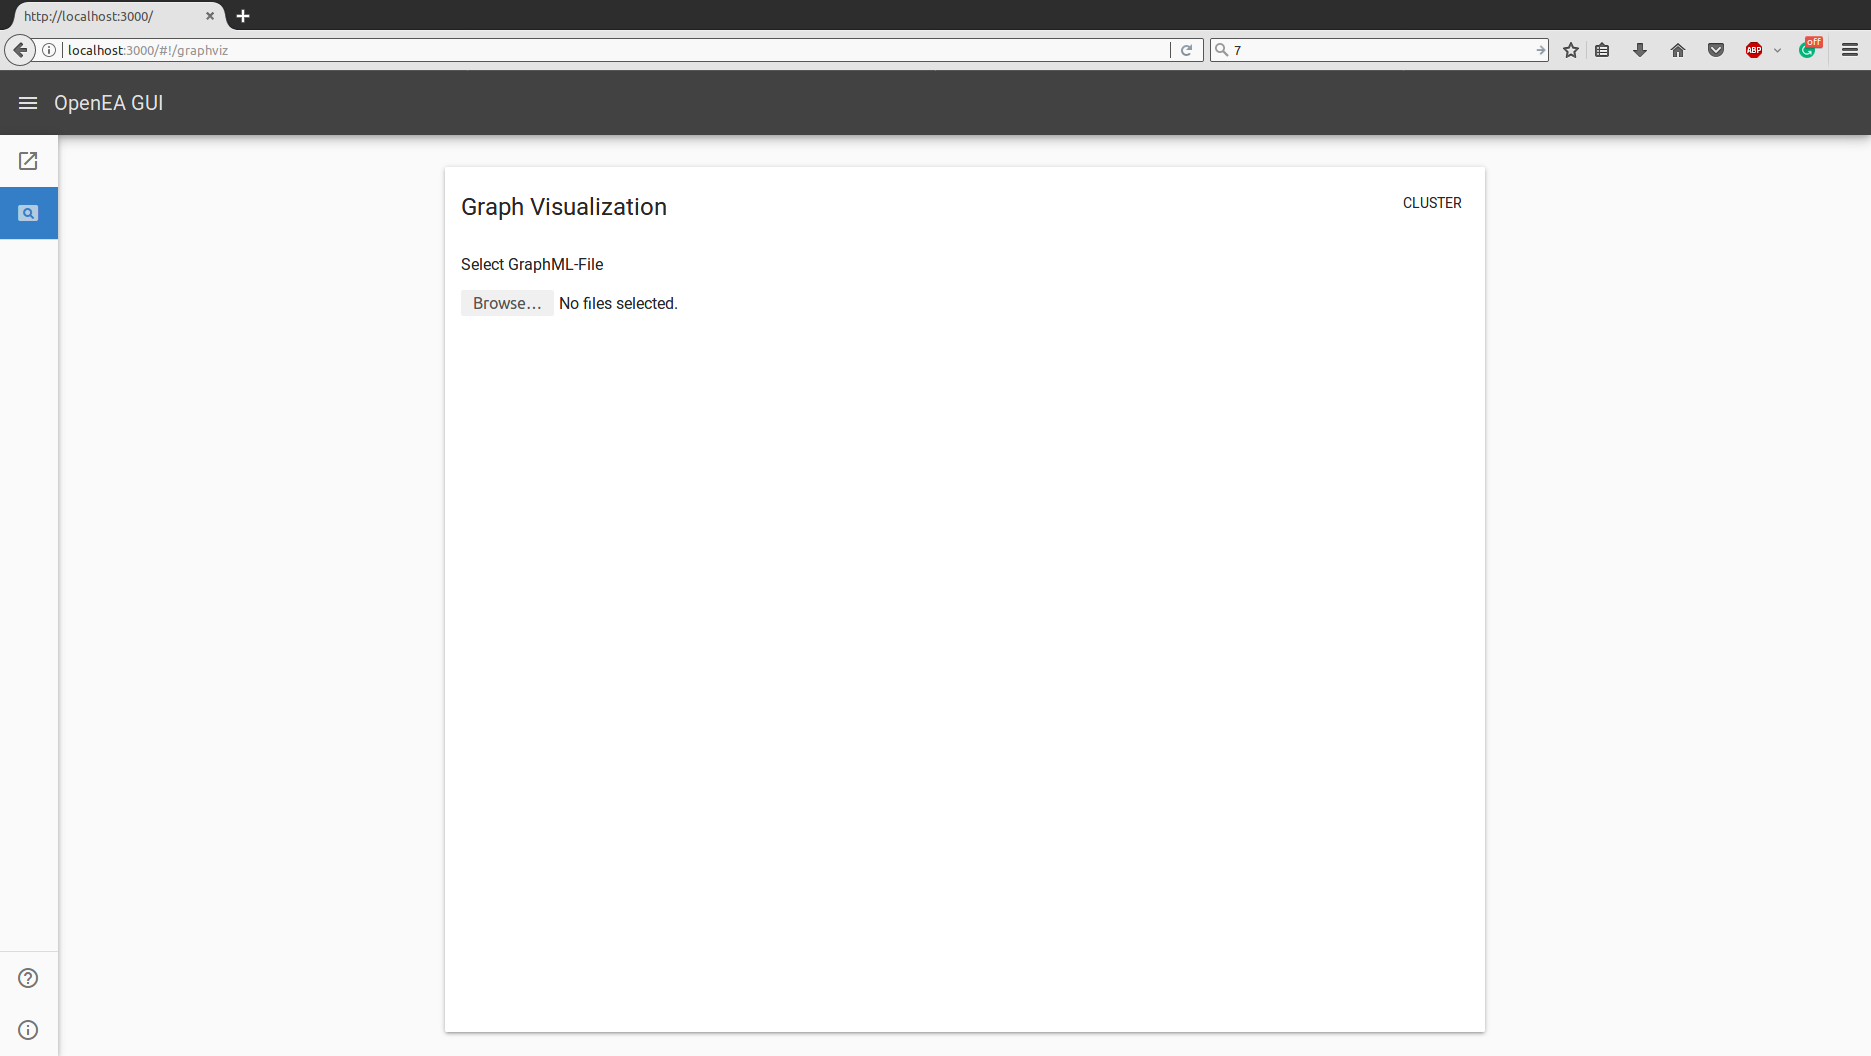 http://localhost:3000/
localhost:3000/#!/graphviz
7
ABP
off
OpenEA GUI
Graph Visualization
CLUSTER
Select GraphML-File
Browse... No files selected.